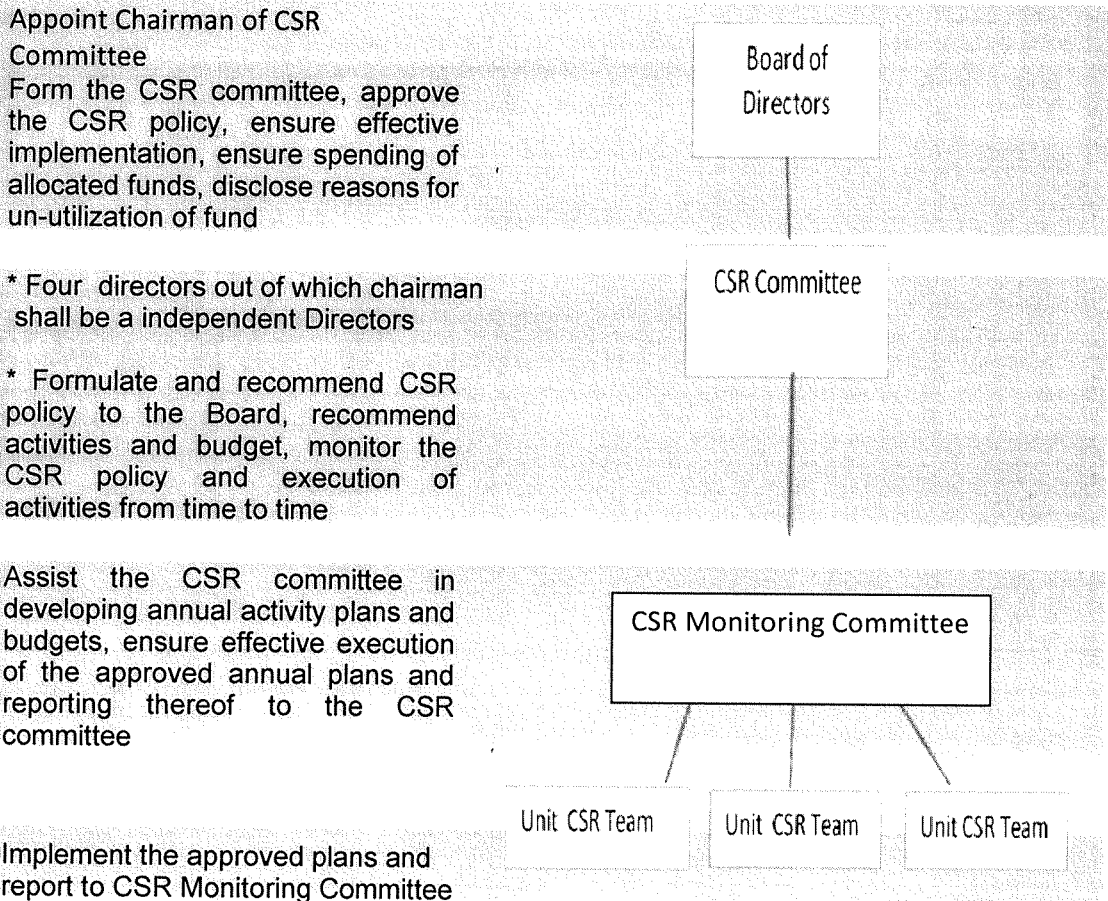 Appoint Chairman of CSR
Committee
Form the CSR committee, approve
the CSR policy, ensure effective
implementation, ensure spending of
allocated funds, disclose reasons for
un-utilization of fund
Board of
Directors
* Four directors out of which chairman
shall be a independent Directors
* Formulate and recommend CSR
policy to the Board, recommend
activities and budget, monitor the
CSR policy and execution of
activities from time to time
CSR Committee
Assist the CSR committee in
developing annual activity plans and
budgets, ensure effective execution
of the approved annual plans and
reporting thereof to the CSR
committee
CSR Monitoring Committee
Implement the approved plans and
report to CSR Monitoring Committee
Unit CSR Team
Unit CSR Team
Unit CSR Team